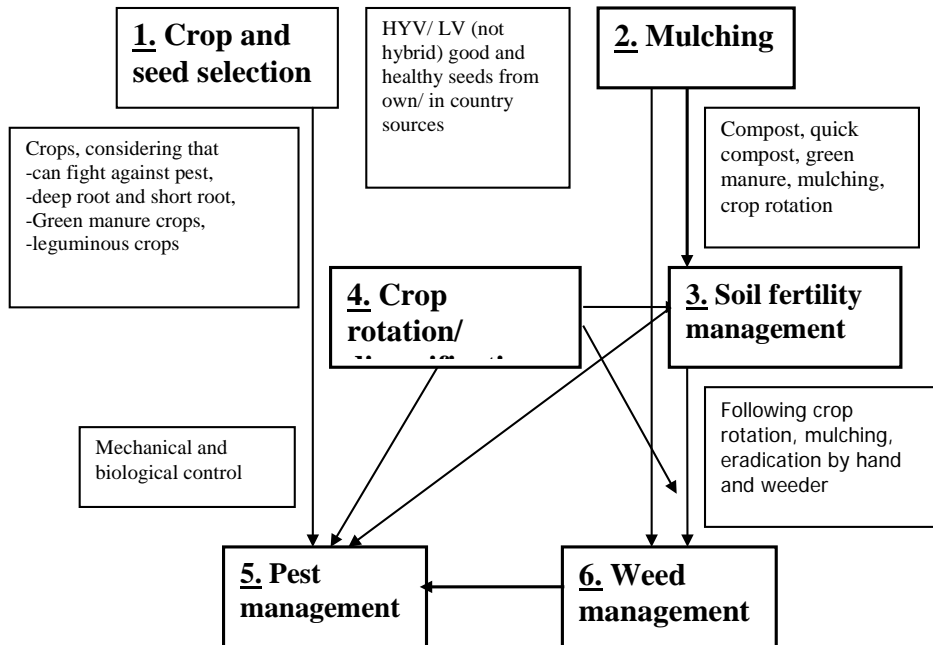 1. Crop and
seed selection
HYV/ LV (not
hybrid) good and
healthy seeds from
own/ in country
sources
2. Mulching
Crops, considering that
-can fight against pest,
-deep root and short root,
-Green manure crops,
-leguminous crops
Compost, quick
compost, green
manure, mulching,
crop rotation
4. Crop
rotation/
3. Soil fertility
management
Mechanical and
biological control
Following crop
rotation, mulching,
eradication by hand
and weeder
5. Pest
management
6. Weed
management